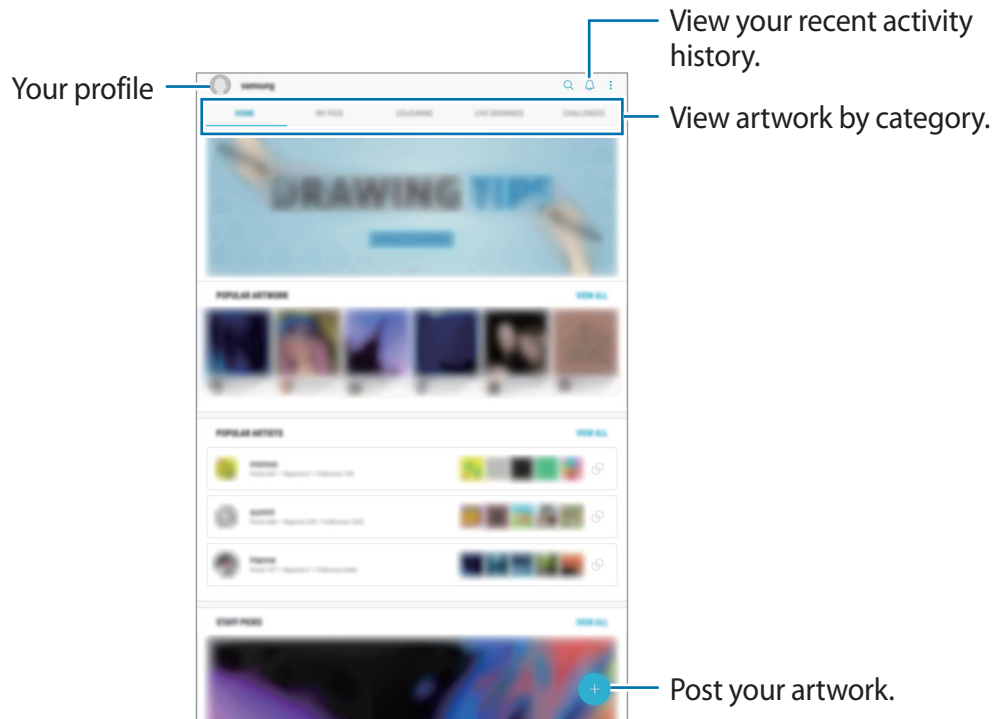 View your recent activity
history.
Your profile
samsung
HOME MY FEED COLOURING LIVE DRAWINGS CHALLENGES
View artwork by category.
DRAWING TIPS
POPULAR ARTWORK VIEW ALL
POPULAR ARTISTS VIEW ALL
STAFF PICKS VIEW ALL
Post your artwork.